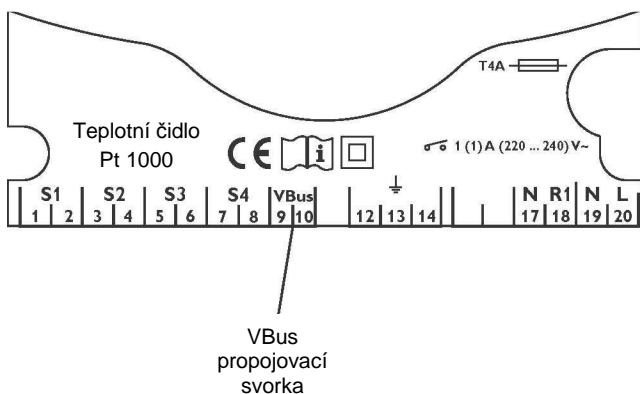 T4A
Teplotní čidlo
Pt 1000
CE i
1 (1) A (220 ... 240) V~
S1 S2 S3 S4 VBus N R1 N L
1 2 3 4 5 6 7 8 9 10 12 13 14 17 18 19 20
VBus
propojovací
svorka